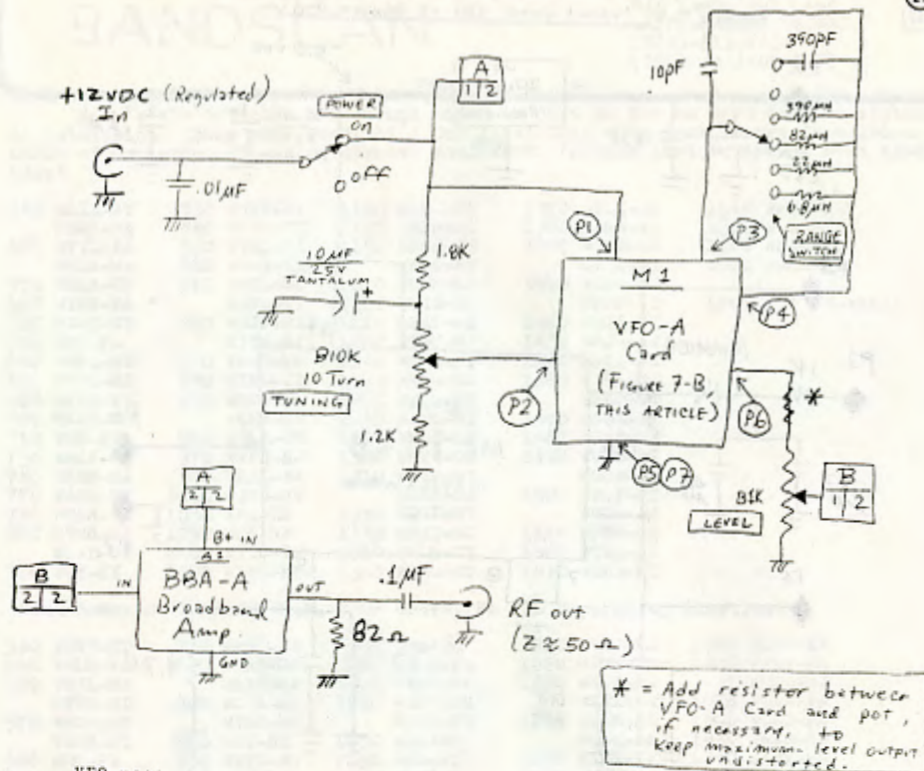 +12VDC (Regulated)
In
POWER
on
off
.01µF
A
1 2
10µF
25V
TANTALUM
+
1.8K
B10K
10 Turn
TUNING
1.2K
P1
P2
P3
P4
P6
P5 P7
M1
VFO-A
Card
(Figure 7-B,
THIS ARTICLE)
10pF
390pF
390µH
82µH
22µH
6.8µH
RANGE
SWITCH
*
B1K
LEVEL
B
1 2
A
2 2
B+ IN
B
2 2
IN
BBA-A
Broadband
Amp.
GND
OUT
82Ω
.1µF
RF out
(Z≈50Ω)
* = Add resistor between
VFO-A Card and pot,
if necessary, to
keep maximum-level output
undistorted.